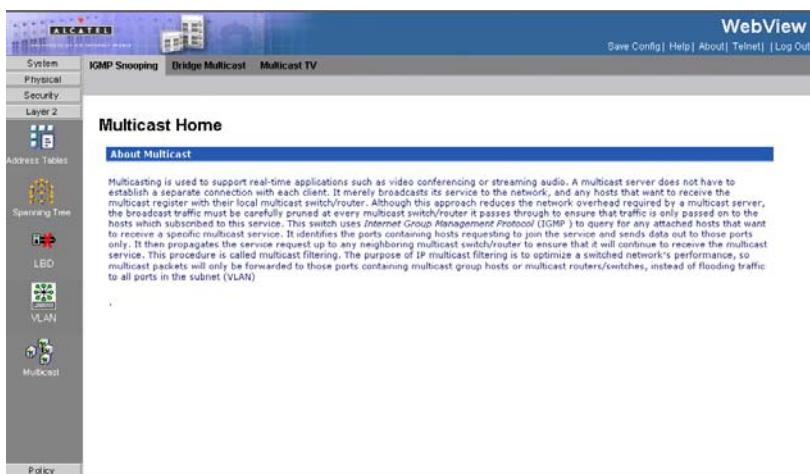 ALCATEL
WebView
Save Config| Help| About| Telnet| |Log Out
System
Physical
Security
Layer 2
Address Tables
Spanning Tree
LBD
VLAN
Multicast
Policy
IGMP Snooping Bridge Multicast Multicast TV
Multicast Home
About Multicast
Multicasting is used to support real-time applications such as video conferencing or streaming audio. A multicast server does not have to
establish a separate connection with each client. It merely broadcasts its service to the network, and any hosts that want to receive the
multicast register with their local multicast switch/router. Although this approach reduces the network overhead required by a multicast server,
the broadcast traffic must be carefully pruned at every multicast switch/router it passes through to ensure that traffic is only passed on to the
hosts which subscribed to this service. This switch uses Internet Group Management Protocol (IGMP ) to query for any attached hosts that want
to receive a specific multicast service. It identifies the ports containing hosts requesting to join the service and sends data out to those ports
only. It then propagates the service request up to any neighboring multicast switch/router to ensure that it will continue to receive the multicast
service. This procedure is called multicast filtering. The purpose of IP multicast filtering is to optimize a switched network's performance, so
multicast packets will only be forwarded to those ports containing multicast group hosts or multicast routers/switches, instead of flooding traffic
to all ports in the subnet (VLAN)
.